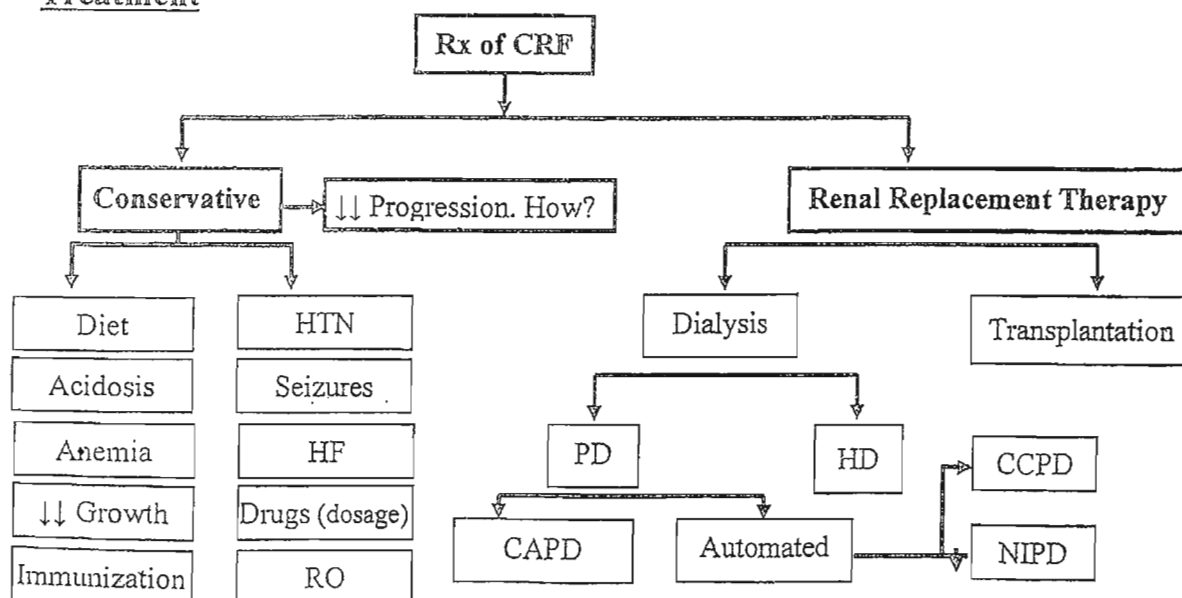 Treatment
Rx of CRF
Conservative
↓↓ Progression. How?
Renal Replacement Therapy
Diet
HTN
Acidosis
Seizures
Anemia
HF
↓↓ Growth
Drugs (dosage)
Immunization
RO
Dialysis
Transplantation
PD
HD
CAPD
Automated
CCPD
NIPD